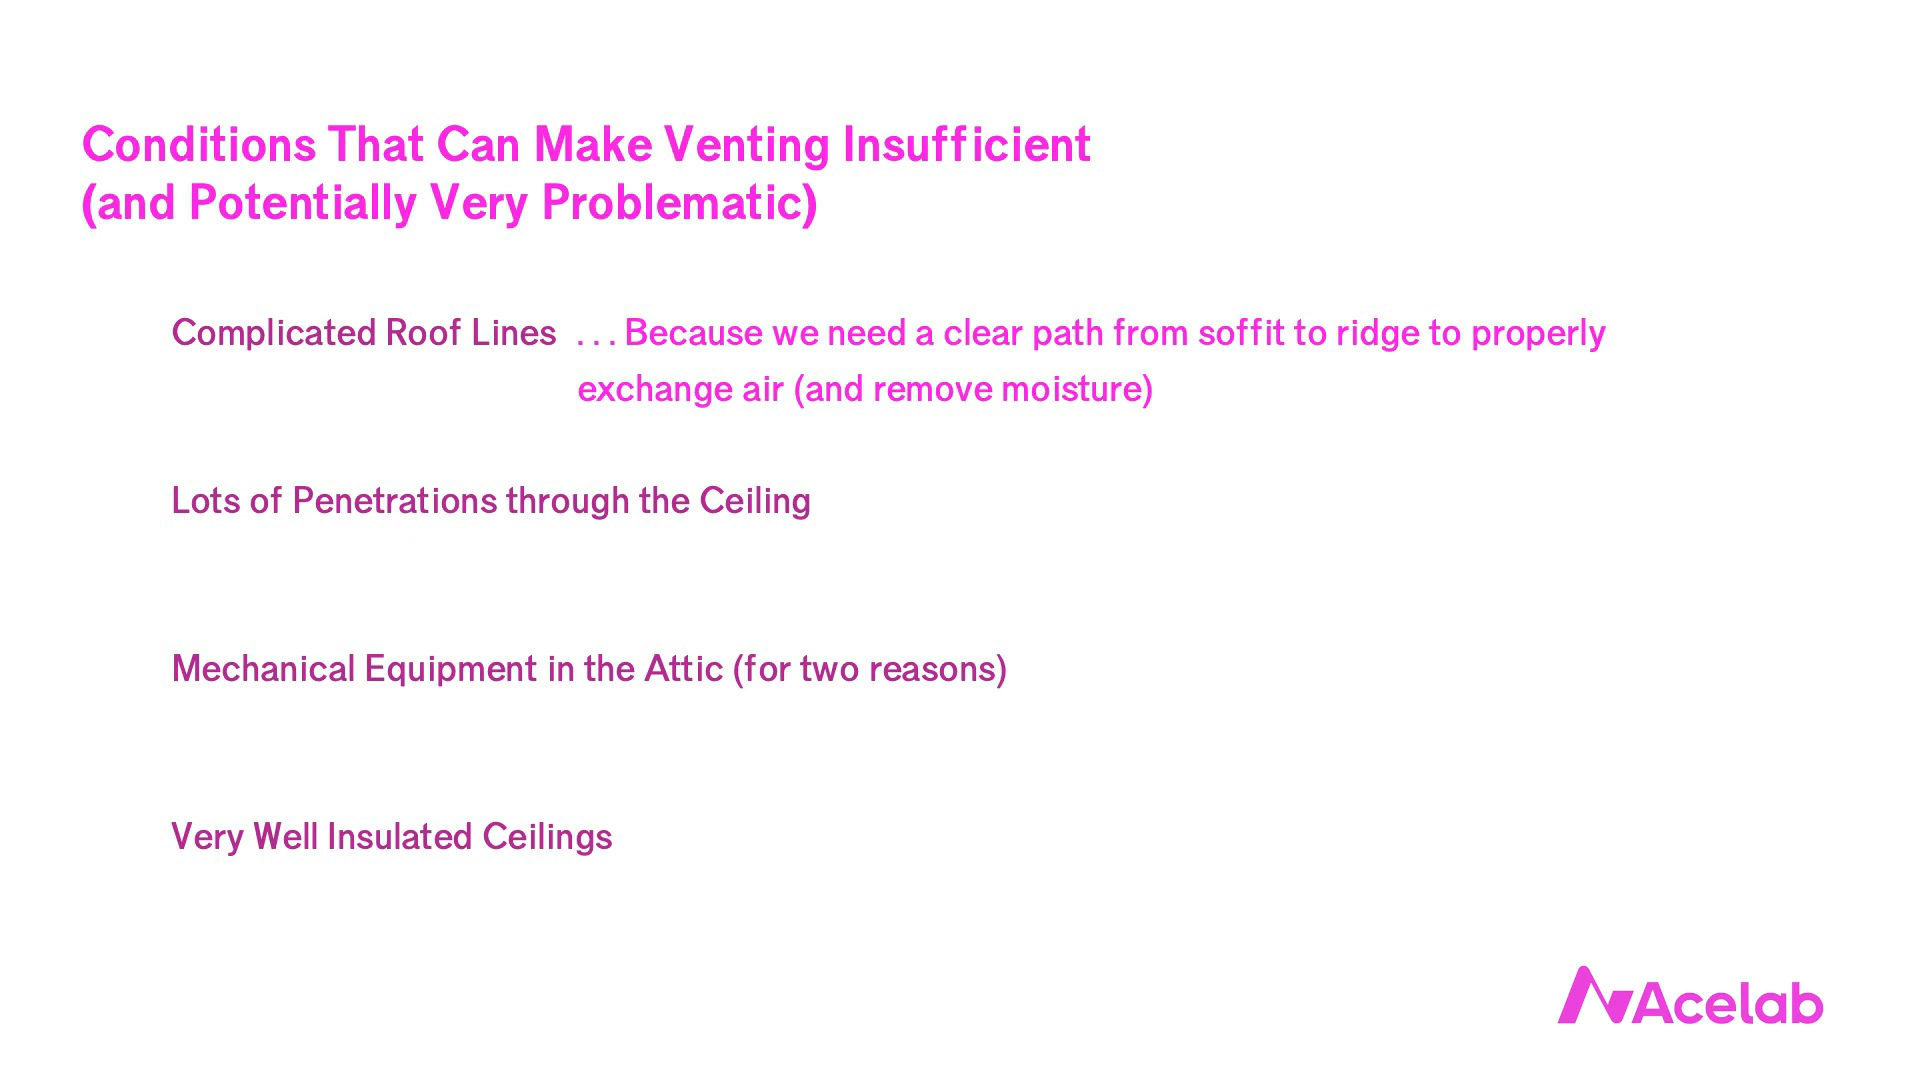 Conditions That Can Make Venting Insufficient
(and Potentially Very Problematic)
Complicated Roof Lines ... Because we need a clear path from soffit to ridge to properly
exchange air (and remove moisture)
Lots of Penetrations through the Ceiling
Mechanical Equipment in the Attic (for two reasons)
Very Well Insulated Ceilings
Acelab